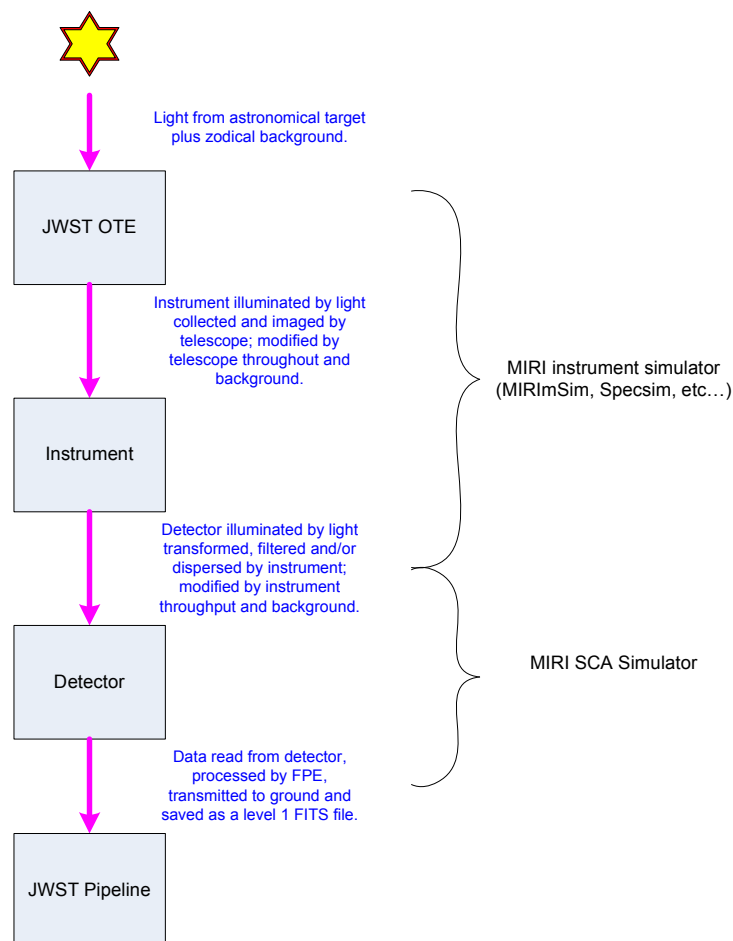 Light from astronomical target
plus zodical background.
JWST OTE
Instrument illuminated by light
collected and imaged by
telescope; modified by
telescope throughout and
background.
MIRI instrument simulator
(MIRImSim, Specsim, etc…)
Instrument
Detector illuminated by light
transformed, filtered and/or
dispersed by instrument;
modified by instrument
throughput and background.
MIRI SCA Simulator
Detector
Data read from detector,
processed by FPE,
transmitted to ground and
saved as a level 1 FITS file.
JWST Pipeline